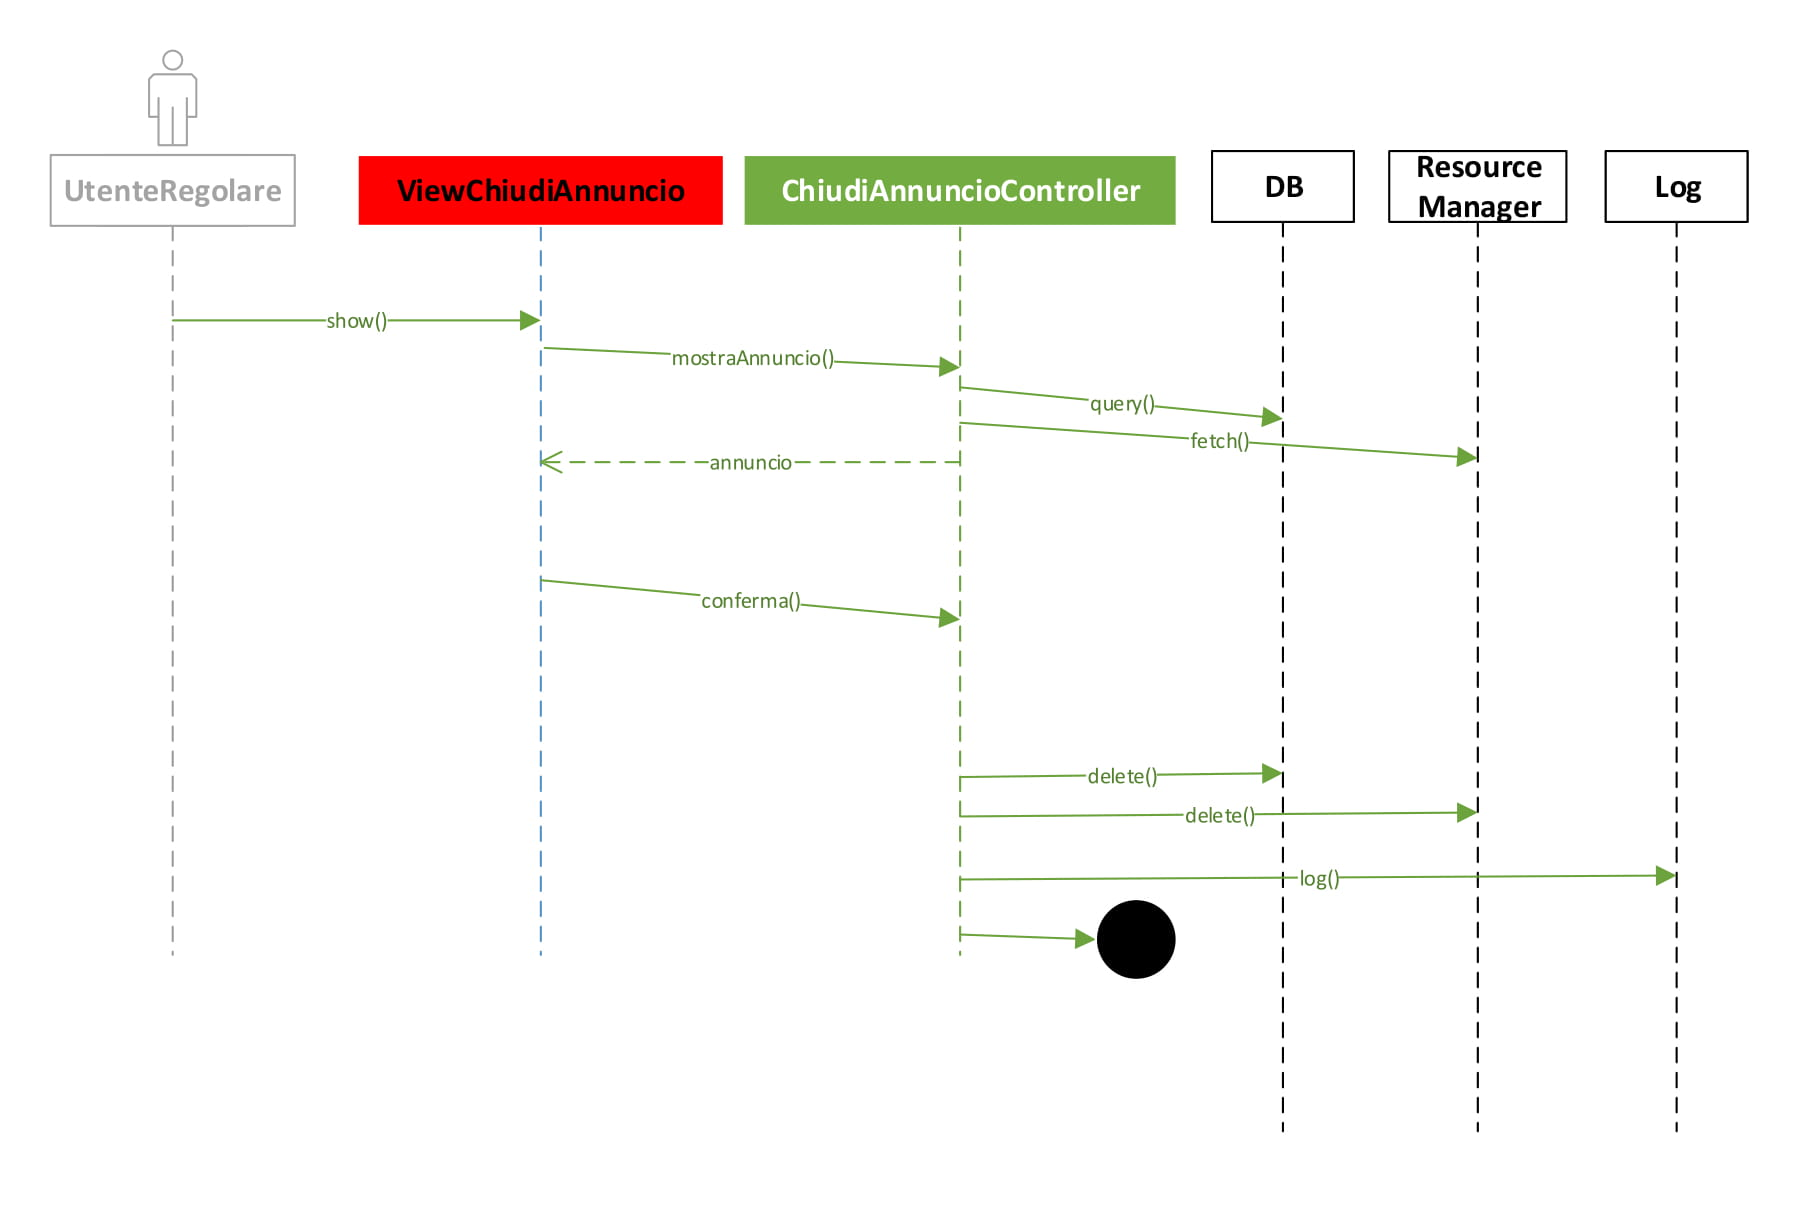 UtenteRegolare
ViewChiudiAnnuncio
ChiudiAnnuncioController
DB
Resource
Manager
Log
show()
mostraAnnuncio()
query()
fetch()
annuncio
conferma()
delete()
delete()
log()